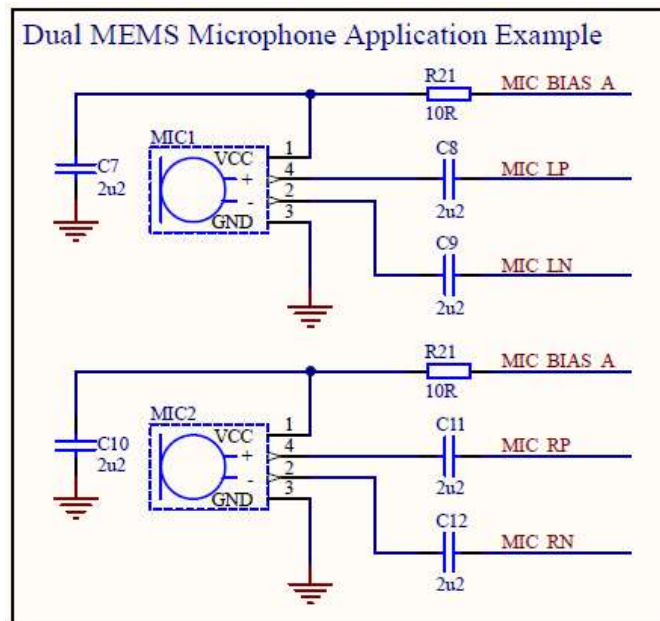 Dual MEMS Microphone Application Example
R21
MIC BIAS A
10R
MIC1
C7
2u2
VCC 1
+ 4
- 2
GND 3
C8
MIC LP
2u2
C9
MIC LN
2u2
R21
MIC BIAS A
10R
MIC2
C10
2u2
VCC 1
+ 4
- 2
GND 3
C11
MIC RP
2u2
C12
MIC RN
2u2